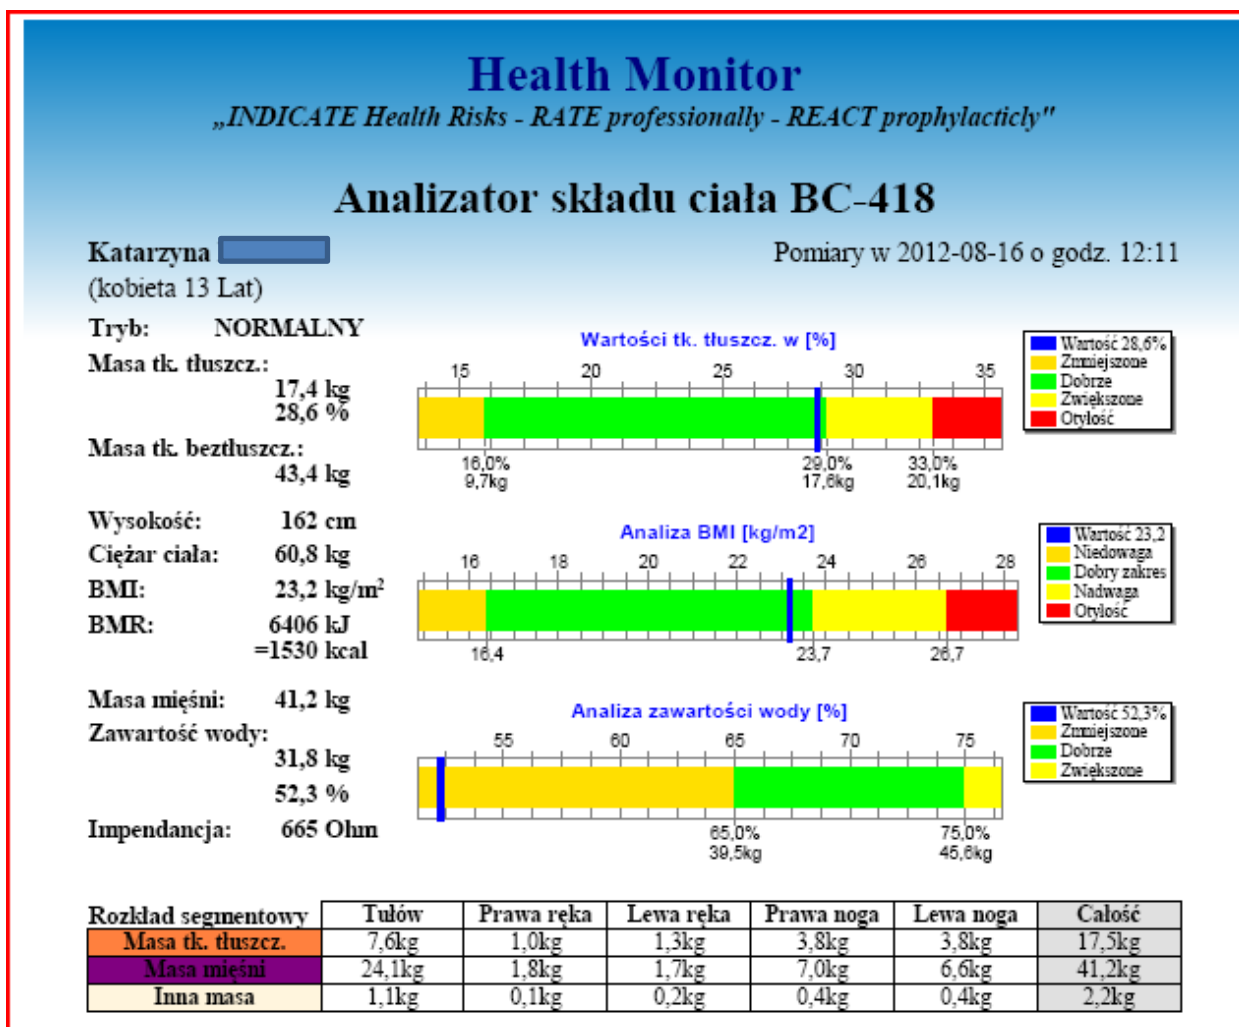 Health Monitor
„INDICATE Health Risks - RATE professionally - REACT prophylacticly"
Analizator składu ciała BC-418
Katarzyna
Pomiary w 2012-08-16 o godz. 12:11
(kobieta 13 Lat)
Tryb: NORMALNY
Masa tk. tłuszcz.:
17,4 kg
28,6 %
Masa tk. beztłuszcz.:
43,4 kg
Wartości tk. tłuszcz. w [%]
15 20 25 30 35
16,0% 29,0% 33,0%
9,7kg 17,6kg 20,1kg
Wartość 28,6%
Zmniejszone
Dobrze
Zwiększone
Otyłość
Wysokość: 162 cm
Ciężar ciała: 60,8 kg
BMI: 23,2 kg/m²
BMR: 6406 kJ
=1530 kcal
Analiza BMI [kg/m2]
16 18 20 22 24 26 28
16,4 23,7 26,7
Wartość 23,2
Niedowaga
Dobry zakres
Nadwaga
Otyłość
Masa mięśni: 41,2 kg
Zawartość wody:
31,8 kg
52,3 %
Impendancja: 665 Ohm
Analiza zawartości wody [%]
55 60 65 70 75
65,0% 75,0%
39,5kg 45,6kg
Wartość 52,3%
Zmniejszone
Dobrze
Zwiększone
Rozkład segmentowy Tułów Prawa ręka Lewa ręka Prawa noga Lewa noga Całość
Masa tk. tłuszcz. 7,6kg 1,0kg 1,3kg 3,8kg 3,8kg 17,5kg
Masa mięśni 24,1kg 1,8kg 1,7kg 7,0kg 6,6kg 41,2kg
Inna masa 1,1kg 0,1kg 0,2kg 0,4kg 0,4kg 2,2kg